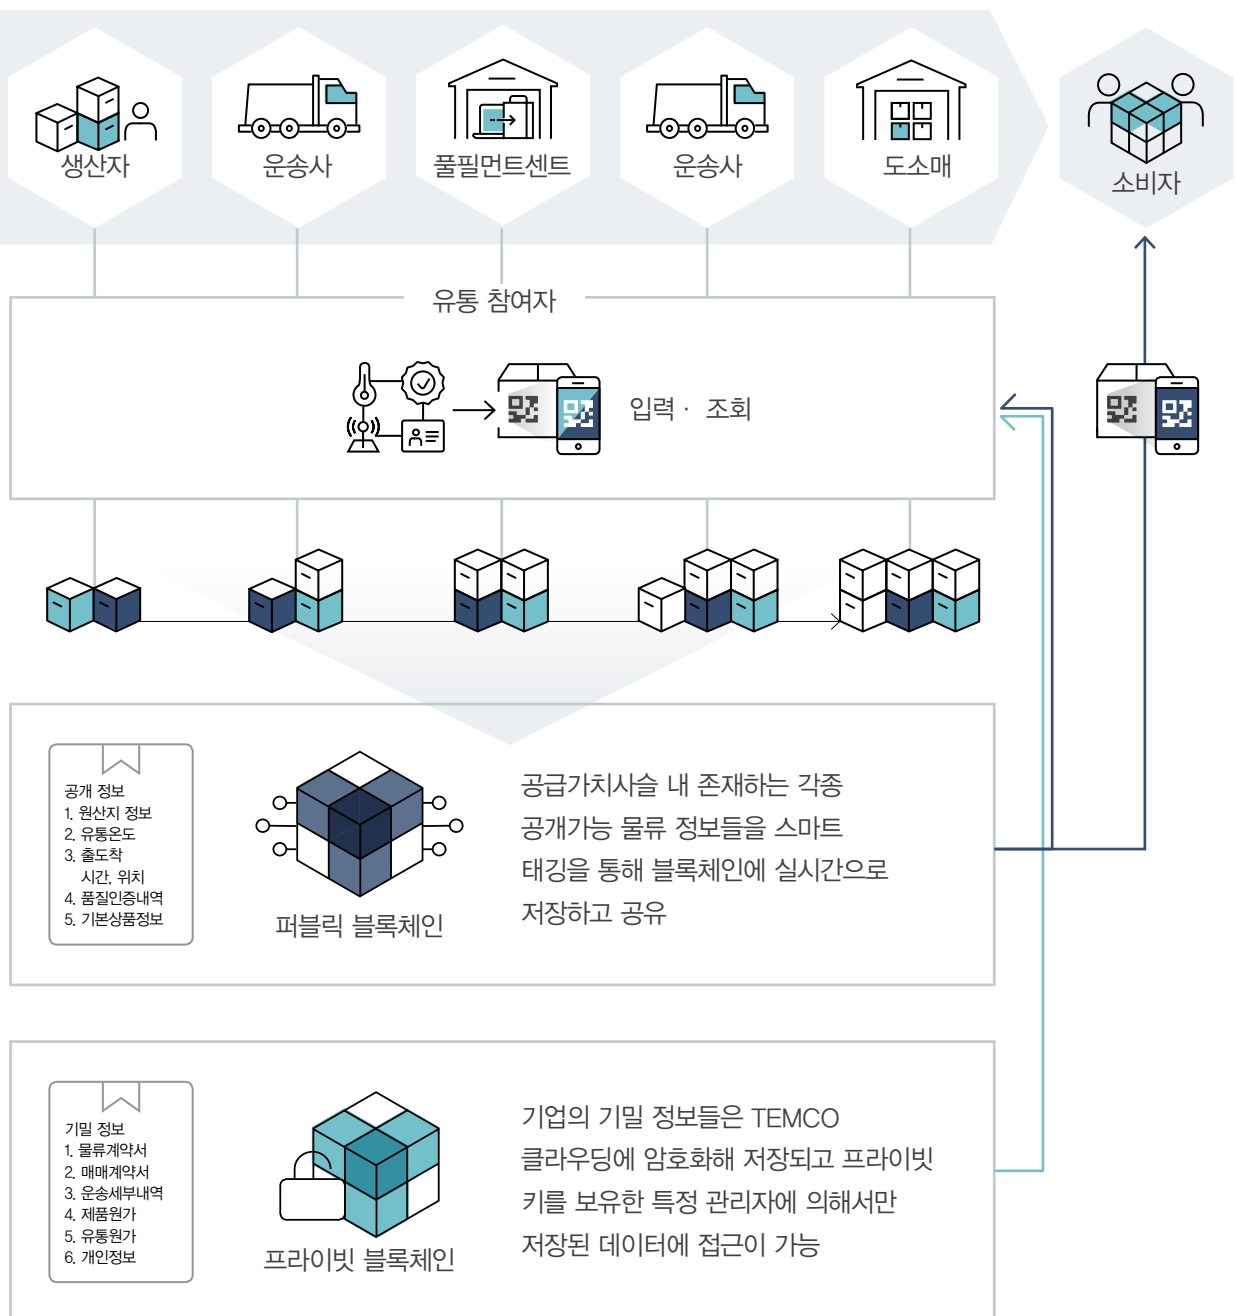 생산자
운송사
풀필먼트센트
운송사
도소매
소비자
유통 참여자
입력 · 조회
공개 정보
1. 원산지 정보
2. 유통온도
3. 출도착
시간, 위치
4. 품질인증내역
5. 기본상품정보
퍼블릭 블록체인
공급가치사슬 내 존재하는 각종
공개가능 물류 정보들을 스마트
태깅을 통해 블록체인에 실시간으로
저장하고 공유
기밀 정보
1. 물류계약서
2. 매매계약서
3. 운송세부내역
4. 제품원가
5. 유통원가
6. 개인정보
프라이빗 블록체인
기업의 기밀 정보들은 TEMCO
클라우딩에 암호화해 저장되고 프라이빗
키를 보유한 특정 관리자에 의해서만
저장된 데이터에 접근이 가능